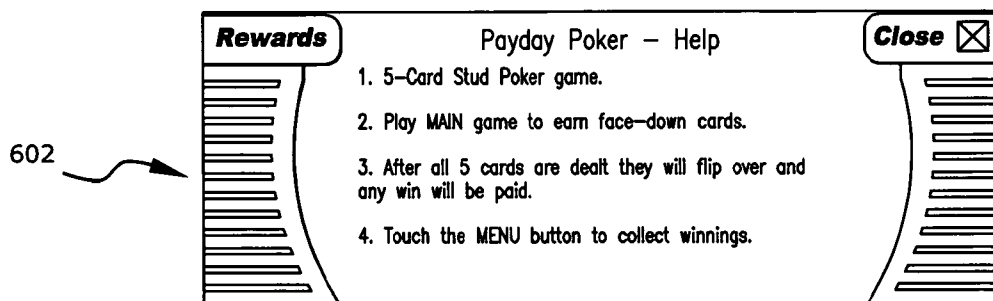 Rewards
Payday Poker – Help
Close
1. 5–Card Stud Poker game.
2. Play MAIN game to earn face–down cards.
602
3. After all 5 cards are dealt they will flip over and
any win will be paid.
4. Touch the MENU button to collect winnings.